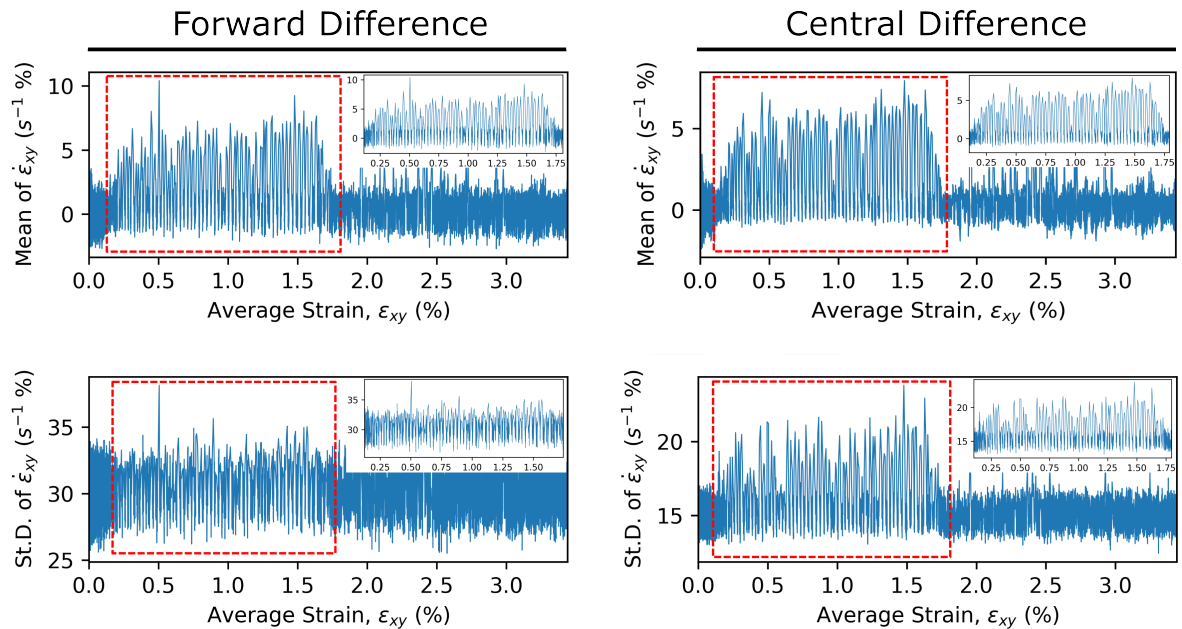 Forward Difference
Central Difference
Mean of ε̇xy (s⁻¹ %)
10
5
0
0.0 0.5 1.0 1.5 2.0 2.5 3.0
Average Strain, εxy (%)
10
5
0
0.25 0.50 0.75 1.00 1.25 1.50 1.75
Mean of ε̇xy (s⁻¹ %)
5
0
0.0 0.5 1.0 1.5 2.0 2.5 3.0
Average Strain, εxy (%)
5
0
0.25 0.50 0.75 1.00 1.25 1.50 1.75
St.D. of ε̇xy (s⁻¹ %)
35
30
25
0.0 0.5 1.0 1.5 2.0 2.5 3.0
Average Strain, εxy (%)
35
30
0.25 0.50 0.75 1.00 1.25 1.50
St.D. of ε̇xy (s⁻¹ %)
20
15
0.0 0.5 1.0 1.5 2.0 2.5 3.0
Average Strain, εxy (%)
20
15
0.25 0.50 0.75 1.00 1.25 1.50 1.75